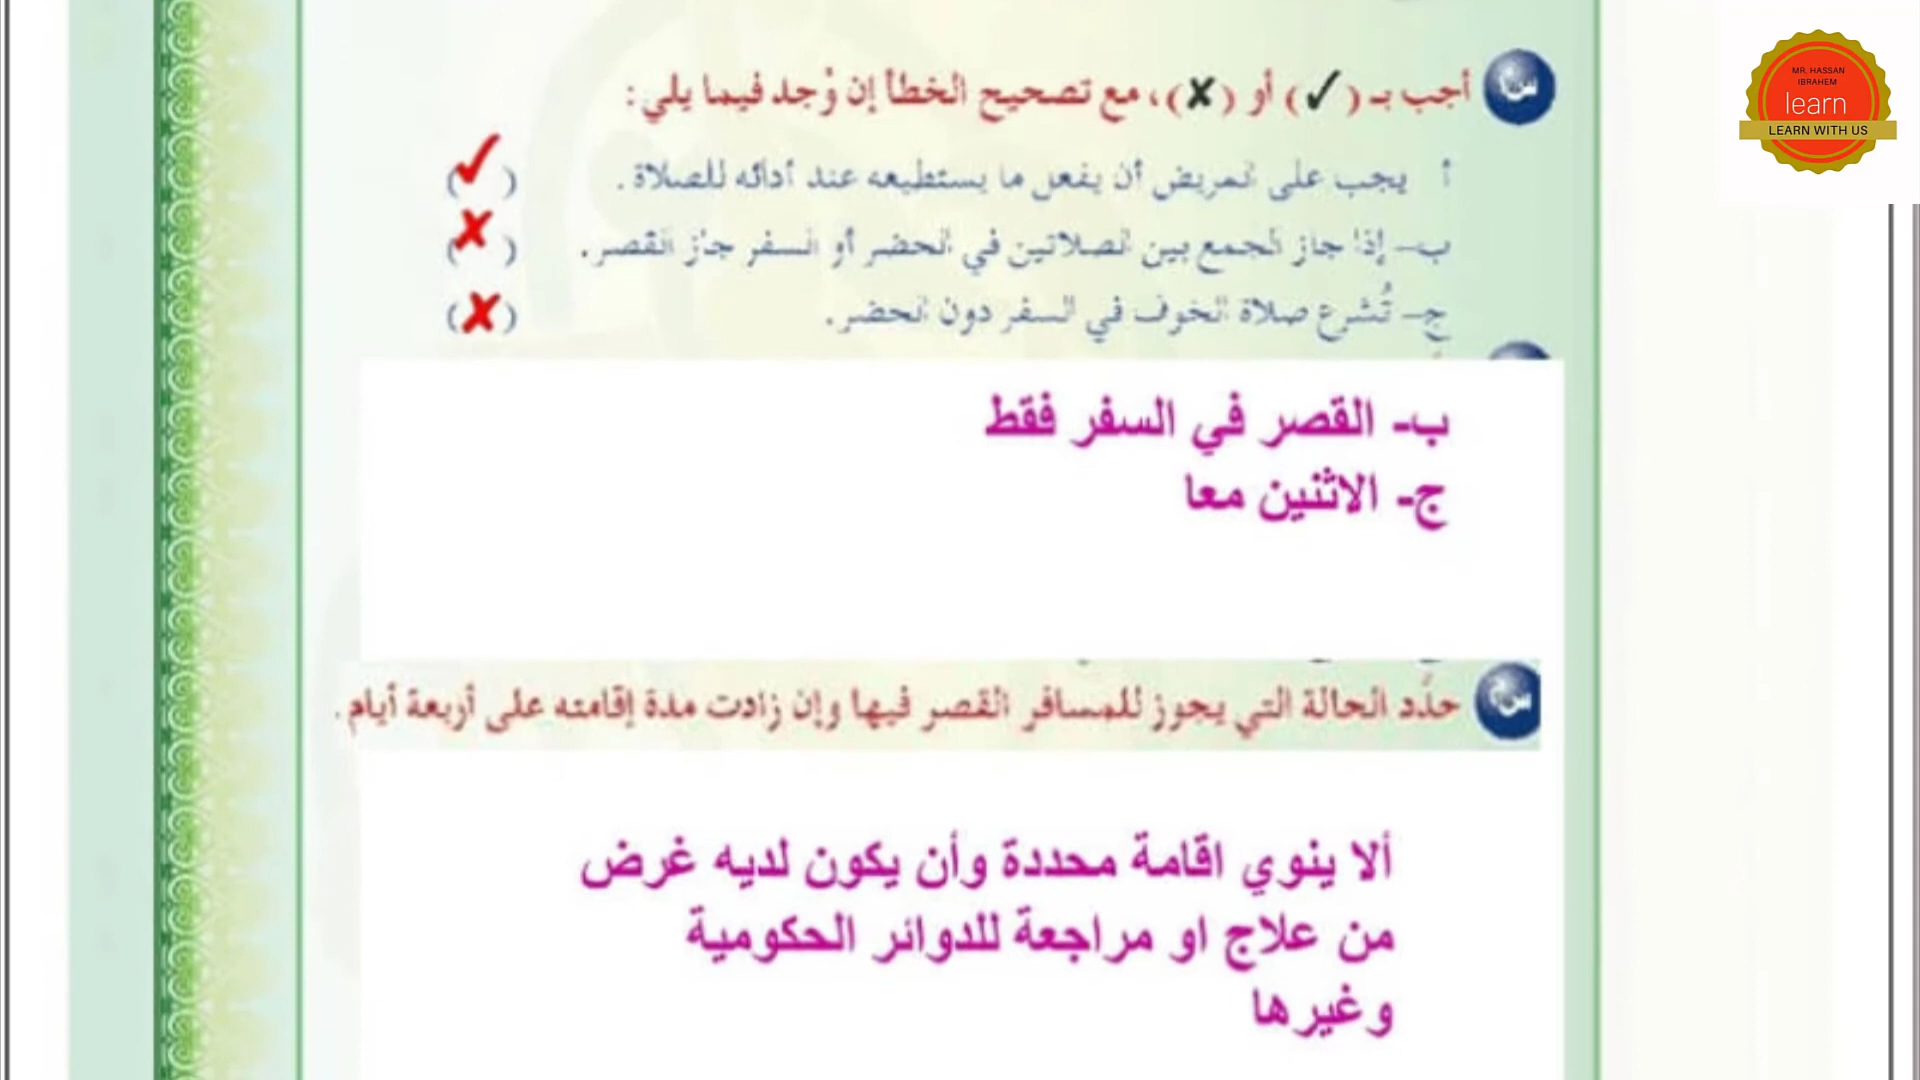 MR. HASSAN
IBRAHEM
learn
LEARN WITH US
أجب بـ (✓) أو (✘)، مع تصحيح الخطأ إن وُجد فيما يلي :
أ يجب على المريض أن يفعل ما يستطيعه عند أدائه للصلاة . ( ✓ )
ب– إذا جاز الجمع بين الصلاتين في الحضر أو السفر جاز القصر . ( ✘ )
ج– تُشرع صلاة الخوف في السفر دون الحضر . ( ✘ )
ب- القصر في السفر فقط
ج- الاثنين معا
حدِّد الحالة التي يجوز للمسافر القصر فيها وإن زادت مدة إقامته على أربعة أيام .
ألا ينوي اقامة محددة وأن يكون لديه غرض
من علاج او مراجعة للدوائر الحكومية
وغيرها